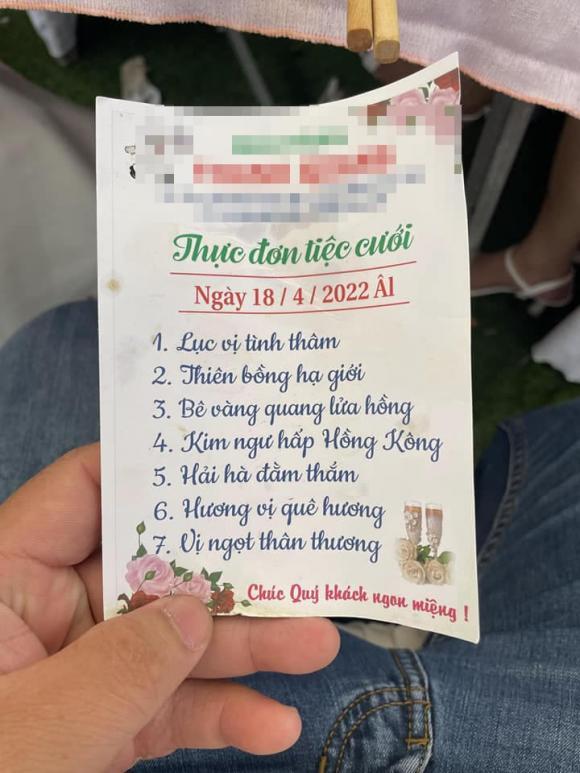 Thực đơn tiệc cưới
Ngày 18 / 4 / 2022 Âl
1. Lục vị tình thâm
2. Thiên bồng hạ giới
3. Bê vàng quang lửa hồng
4. Kim ngư hấp Hồng Kông
5. Hải hà đằm thắm
6. Hương vị quê hương
7. Vị ngọt thân thương
Chúc Quý khách ngon miệng !